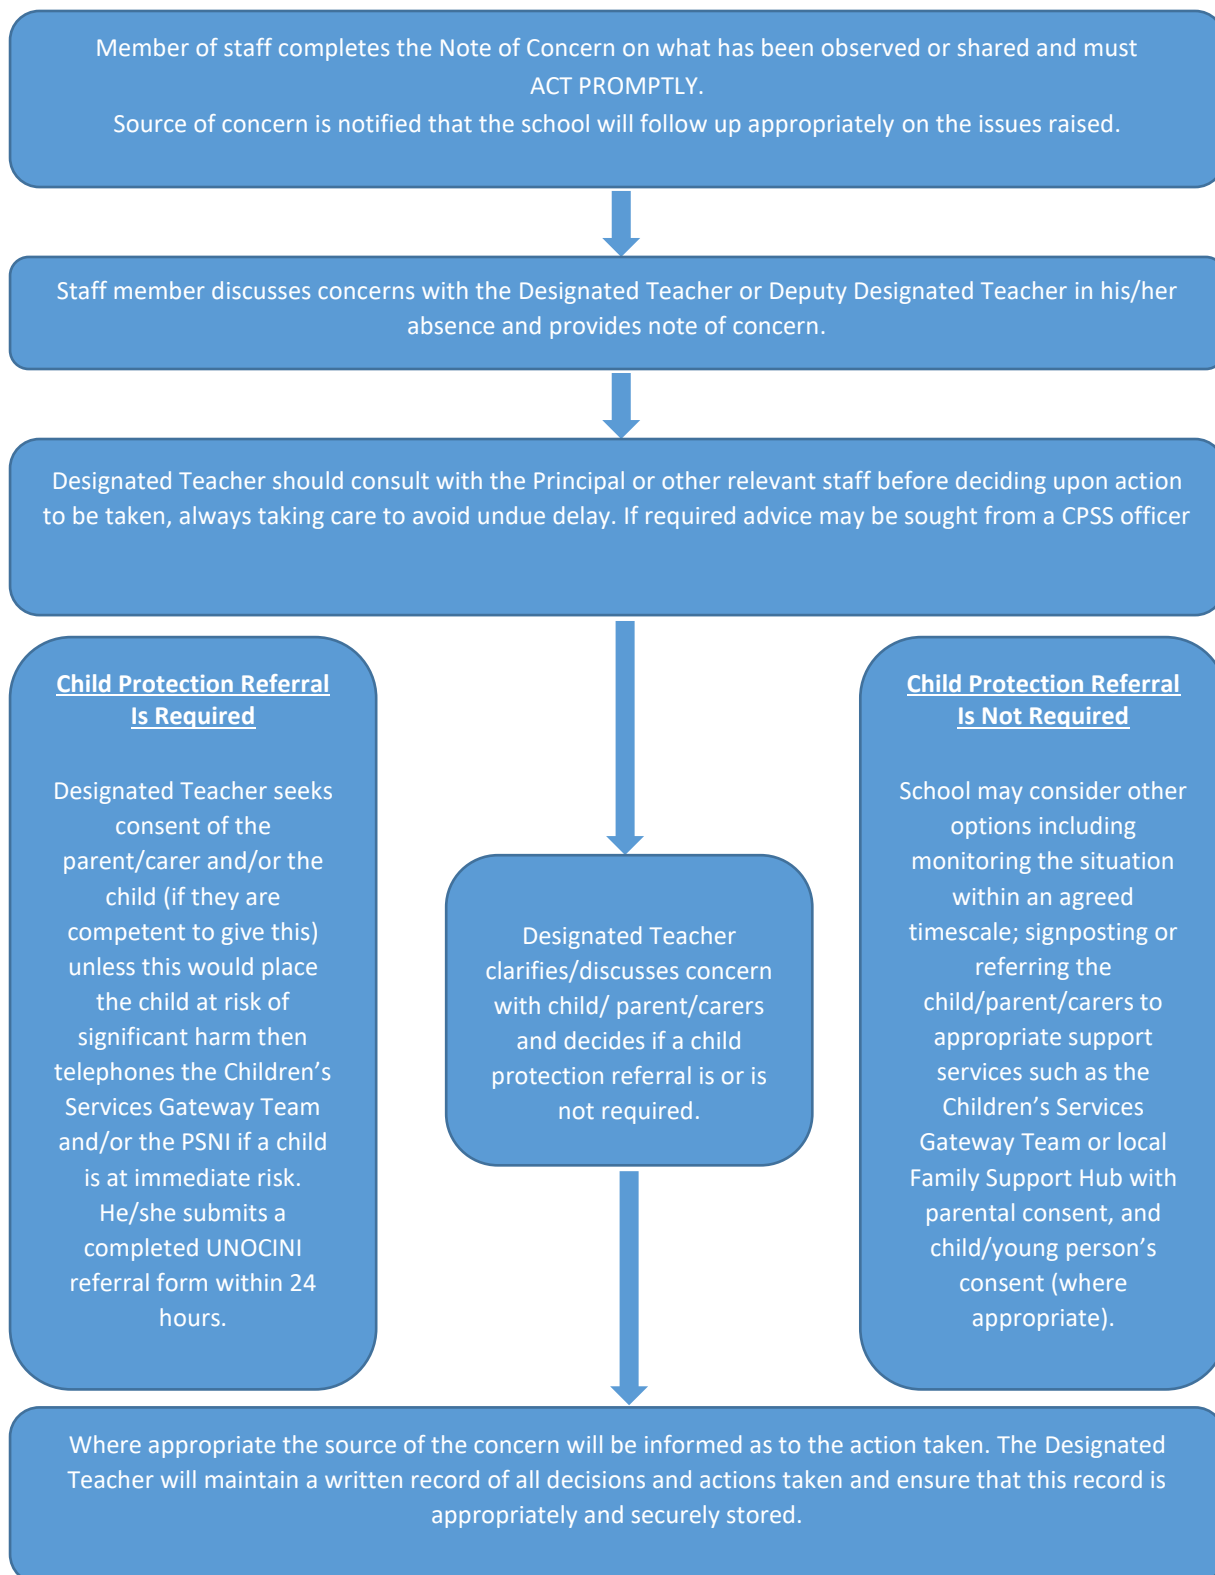 Member of staff completes the Note of Concern on what has been observed or shared and must
ACT PROMPTLY.
Source of concern is notified that the school will follow up appropriately on the issues raised.
Staff member discusses concerns with the Designated Teacher or Deputy Designated Teacher in his/her
absence and provides note of concern.
Designated Teacher should consult with the Principal or other relevant staff before deciding upon action
to be taken, always taking care to avoid undue delay. If required advice may be sought from a CPSS officer
Child Protection Referral
Is Required
Designated Teacher seeks
consent of the
parent/carer and/or the
child (if they are
competent to give this)
unless this would place
the child at risk of
significant harm then
telephones the Children’s
Services Gateway Team
and/or the PSNI if a child
is at immediate risk.
He/she submits a
completed UNOCINI
referral form within 24
hours.
Designated Teacher
clarifies/discusses concern
with child/ parent/carers
and decides if a child
protection referral is or is
not required.
Child Protection Referral
Is Not Required
School may consider other
options including
monitoring the situation
within an agreed
timescale; signposting or
referring the
child/parent/carers to
appropriate support
services such as the
Children’s Services
Gateway Team or local
Family Support Hub with
parental consent, and
child/young person’s
consent (where
appropriate).
Where appropriate the source of the concern will be informed as to the action taken. The Designated
Teacher will maintain a written record of all decisions and actions taken and ensure that this record is
appropriately and securely stored.